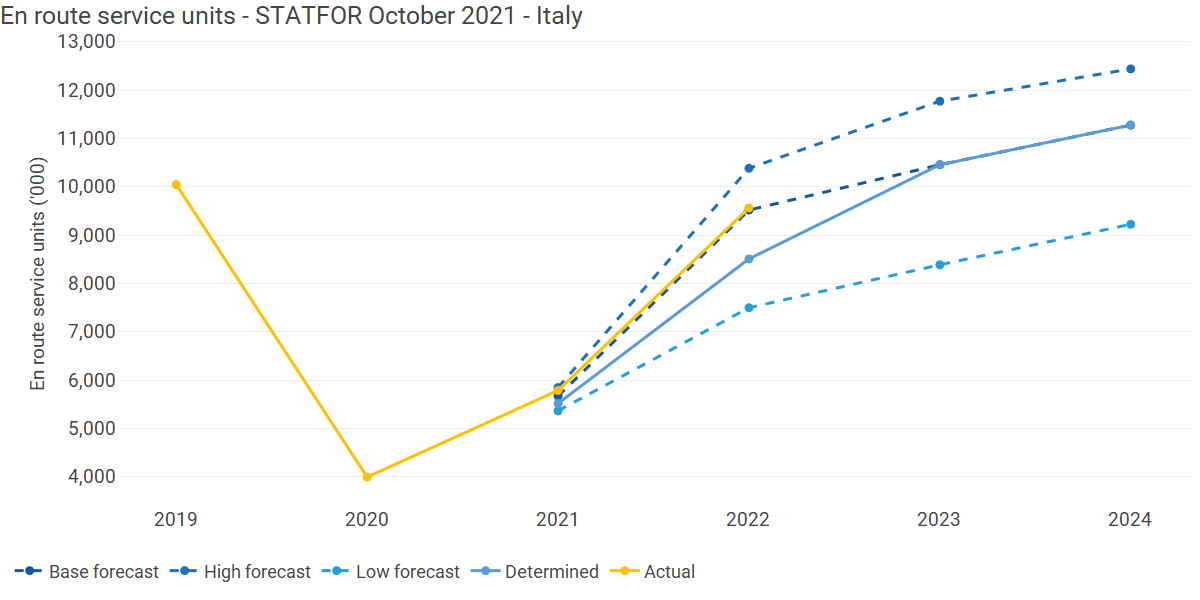 En route service units - STATFOR October 2021 - Italy
13,000
12,000
11,000
10,000
9,000
8,000
7,000
6,000
5,000
4,000
En route service units ('000)
2019 2020 2021 2022 2023 2024
Base forecast High forecast Low forecast Determined Actual